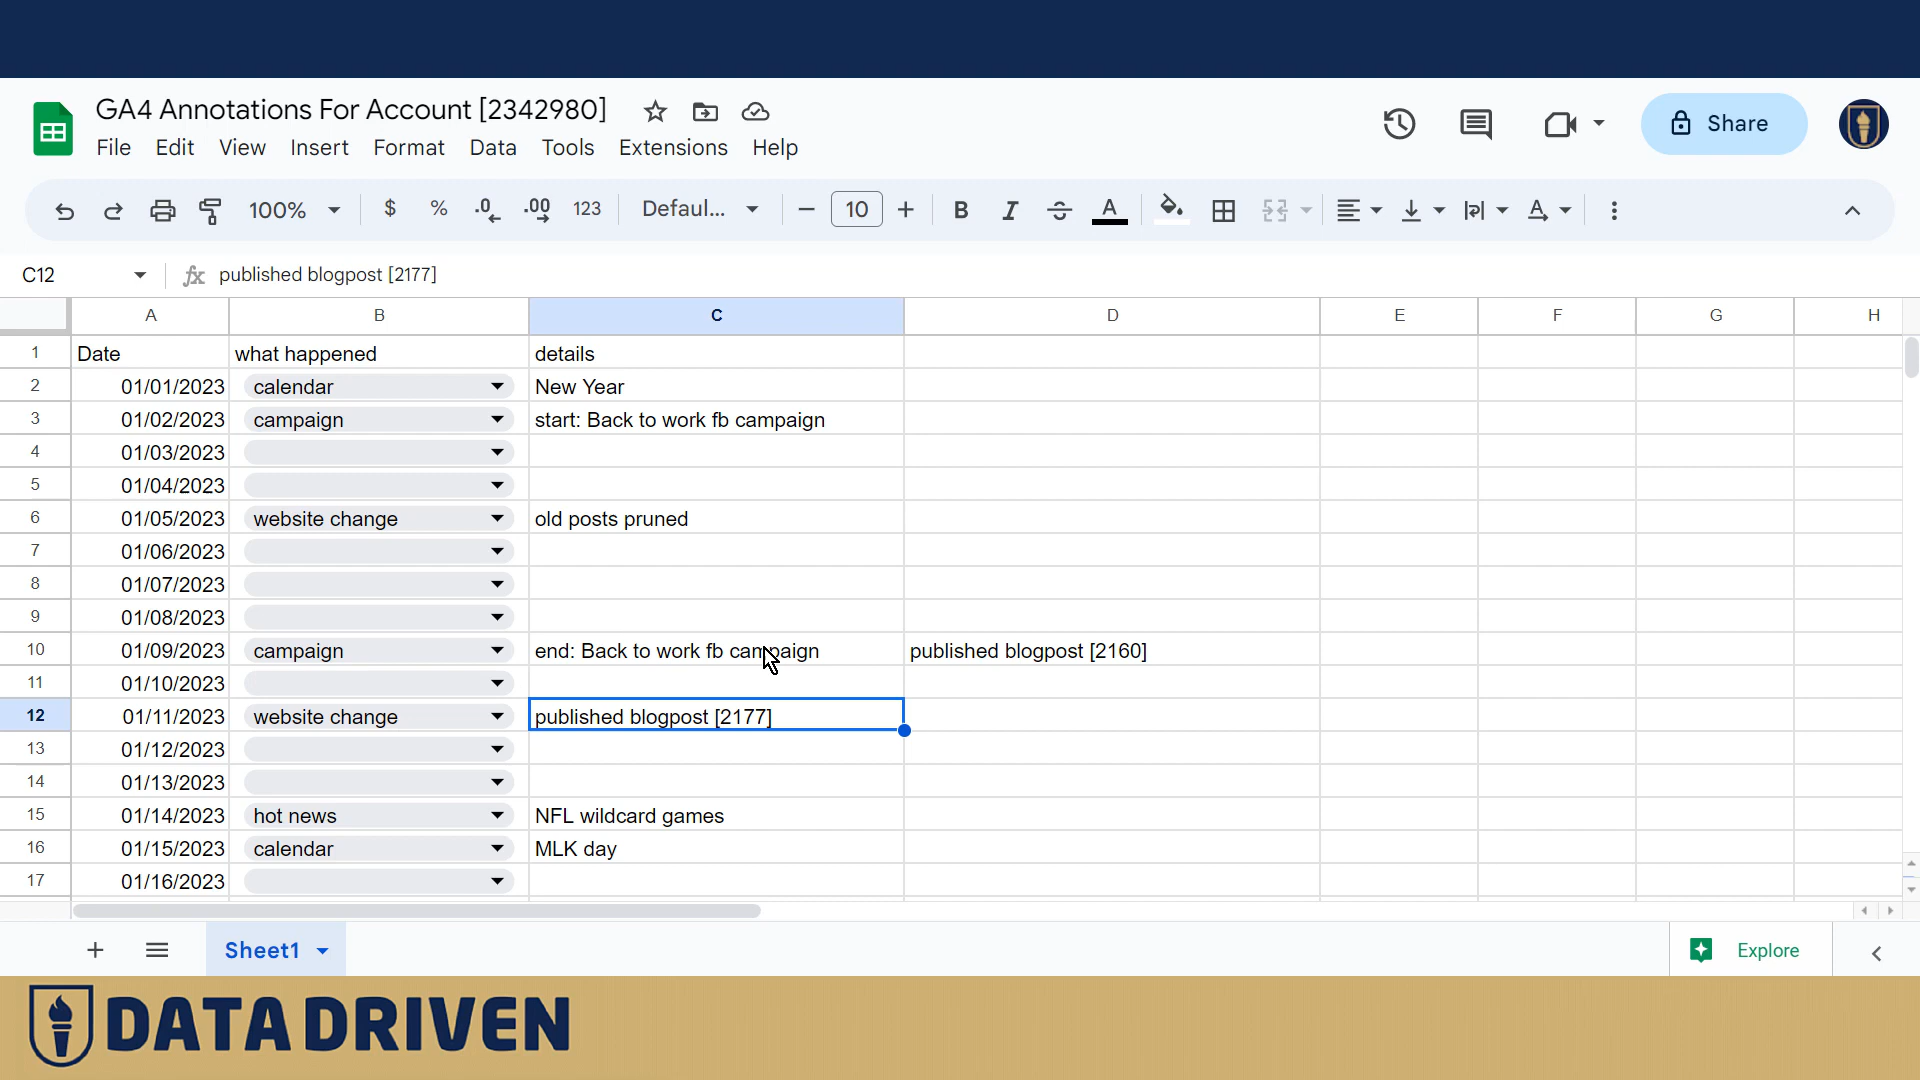 GA4 Annotations For Account [2342980]
File Edit View Insert Format Data Tools Extensions Help
Share
100% $ % .0 .00 123 Defaul... 10 B I S A
C12 fx published blogpost [2177]
A B C D E F G H
1 Date what happened details
2 01/01/2023 calendar New Year
3 01/02/2023 campaign start: Back to work fb campaign
4 01/03/2023
5 01/04/2023
6 01/05/2023 website change old posts pruned
7 01/06/2023
8 01/07/2023
9 01/08/2023
10 01/09/2023 campaign end: Back to work fb campaign published blogpost [2160]
11 01/10/2023
12 01/11/2023 website change published blogpost [2177]
13 01/12/2023
14 01/13/2023
15 01/14/2023 hot news NFL wildcard games
16 01/15/2023 calendar MLK day
17 01/16/2023
Sheet1 Explore
DATA DRIVEN